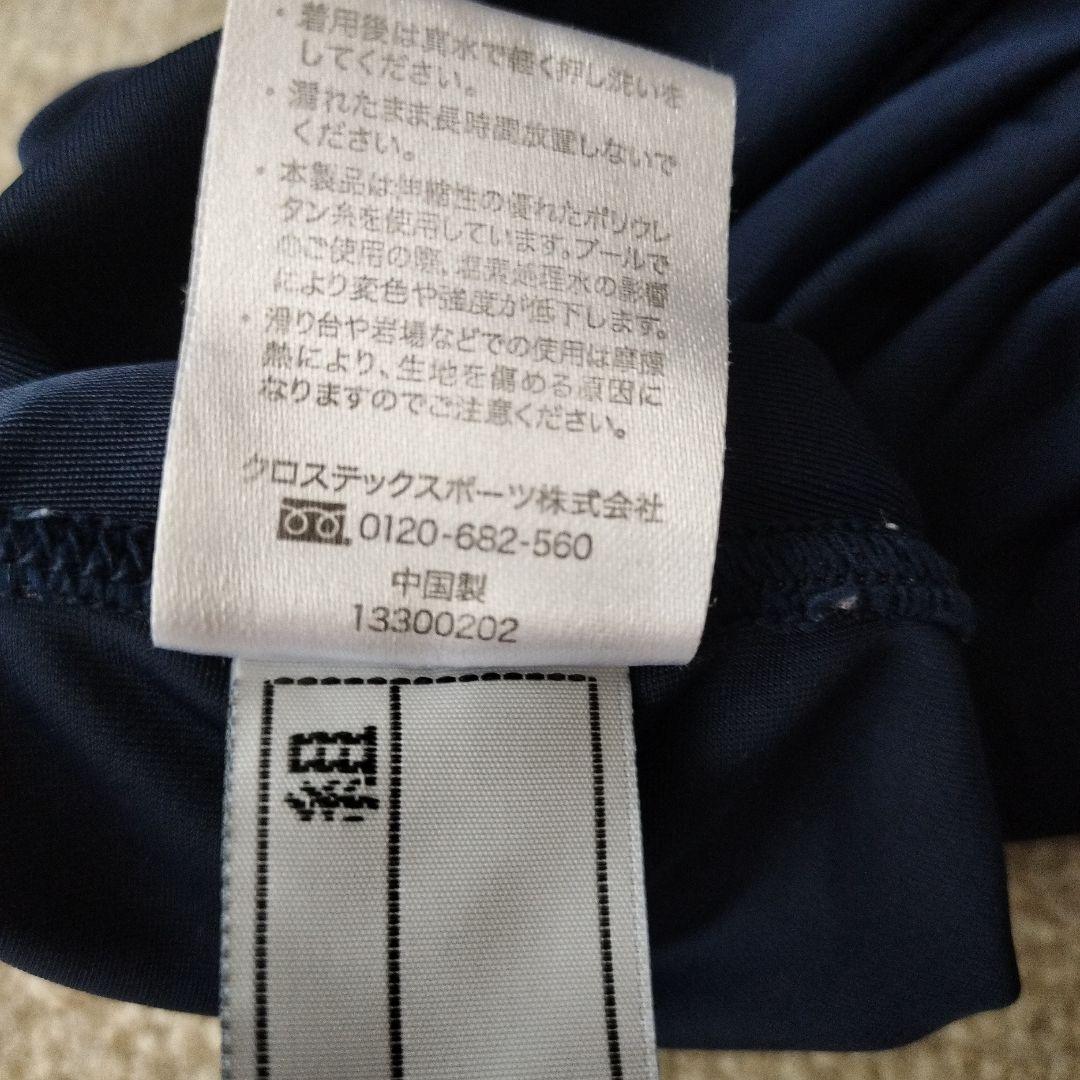 ・着用後は真水で軽く押し洗いを
してください。
・濡れたまま長時間放置しないで
ください。
・本製品は伸縮性の優れたポリウレ
タン糸を使用しています。プールで
のご使用の際、塩素処理水の影響
により変色や強度が低下します。
・滑り台や岩場などでの使用は摩擦
熱により、生地を傷める原因に
なりますのでご注意ください。
クロステックスポーツ株式会社
0120-682-560
中国製
13300202
組